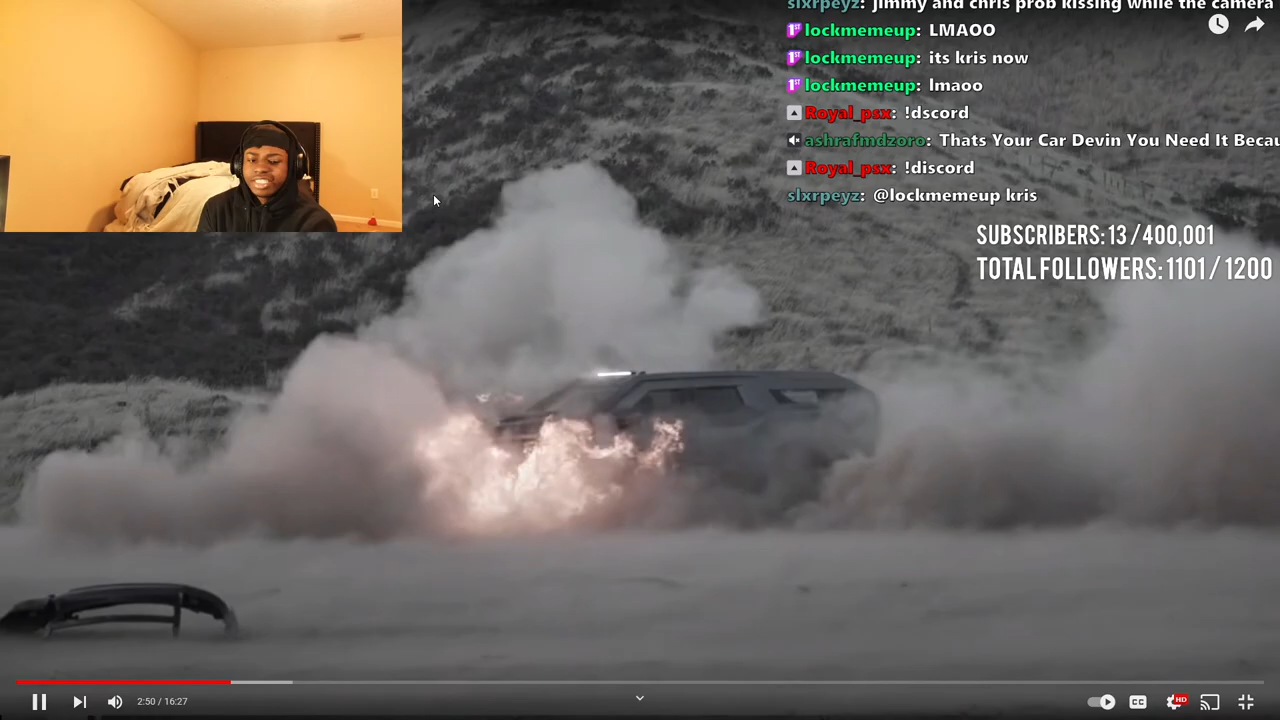 slxrpeyz: jimmy and chris prob kissing while the camera
lockmemeup: LMAOO
lockmemeup: its kris now
lockmemeup: lmaoo
Royal_psx: !dscord
ashrafmdzoro: Thats Your Car Devin You Need It Becau
Royal_psx: !discord
slxrpeyz: @lockmemeup kris
SUBSCRIBERS: 13 / 400,001
TOTAL FOLLOWERS: 1101 / 1200
2:50 / 16:27
CC
HD